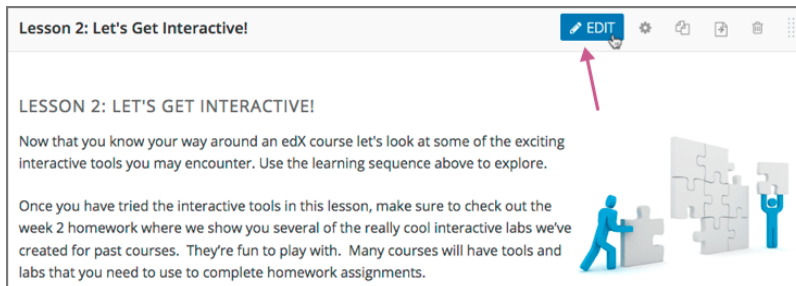 Lesson 2: Let's Get Interactive!
EDIT
LESSON 2: LET'S GET INTERACTIVE!
Now that you know your way around an edX course let's look at some of the exciting
interactive tools you may encounter. Use the learning sequence above to explore.
Once you have tried the interactive tools in this lesson, make sure to check out the
week 2 homework where we show you several of the really cool interactive labs we've
created for past courses.  They're fun to play with.  Many courses will have tools and
labs that you need to use to complete homework assignments.